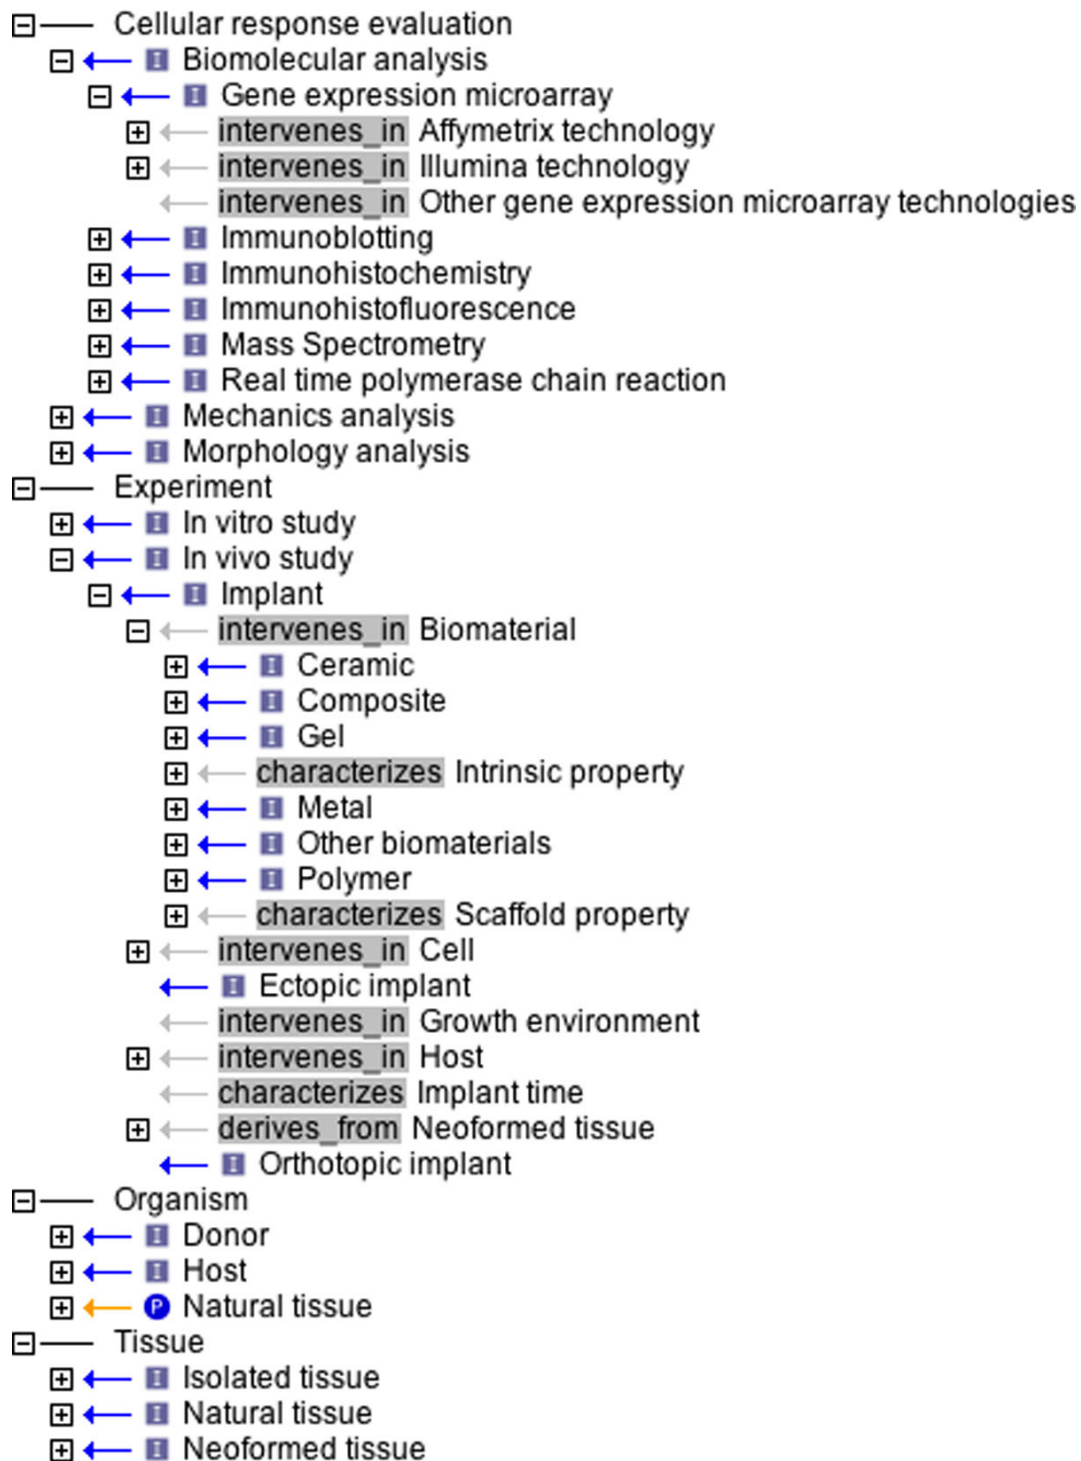 Cellular response evaluation
I Biomolecular analysis
I Gene expression microarray
intervenes_in Affymetrix technology
intervenes_in Illumina technology
intervenes_in Other gene expression microarray technologies
I Immunoblotting
I Immunohistochemistry
I Immunohistofluorescence
I Mass Spectrometry
I Real time polymerase chain reaction
I Mechanics analysis
I Morphology analysis
Experiment
I In vitro study
I In vivo study
I Implant
intervenes_in Biomaterial
I Ceramic
I Composite
I Gel
characterizes Intrinsic property
I Metal
I Other biomaterials
I Polymer
characterizes Scaffold property
intervenes_in Cell
I Ectopic implant
intervenes_in Growth environment
intervenes_in Host
characterizes Implant time
derives_from Neoformed tissue
I Orthotopic implant
Organism
I Donor
I Host
P Natural tissue
Tissue
I Isolated tissue
I Natural tissue
I Neoformed tissue